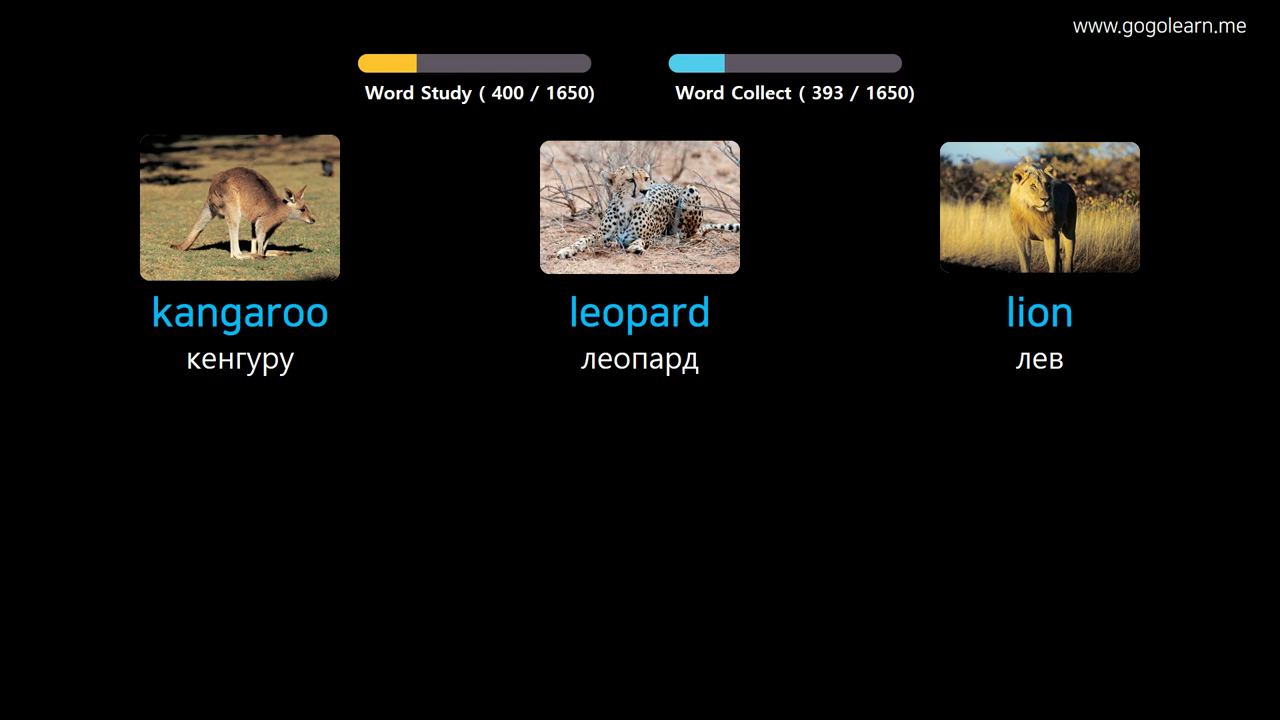 www.gogolearn.me
Word Study ( 400 / 1650)
Word Collect ( 393 / 1650)
kangaroo
leopard
lion
кенгуру
леопард
лев